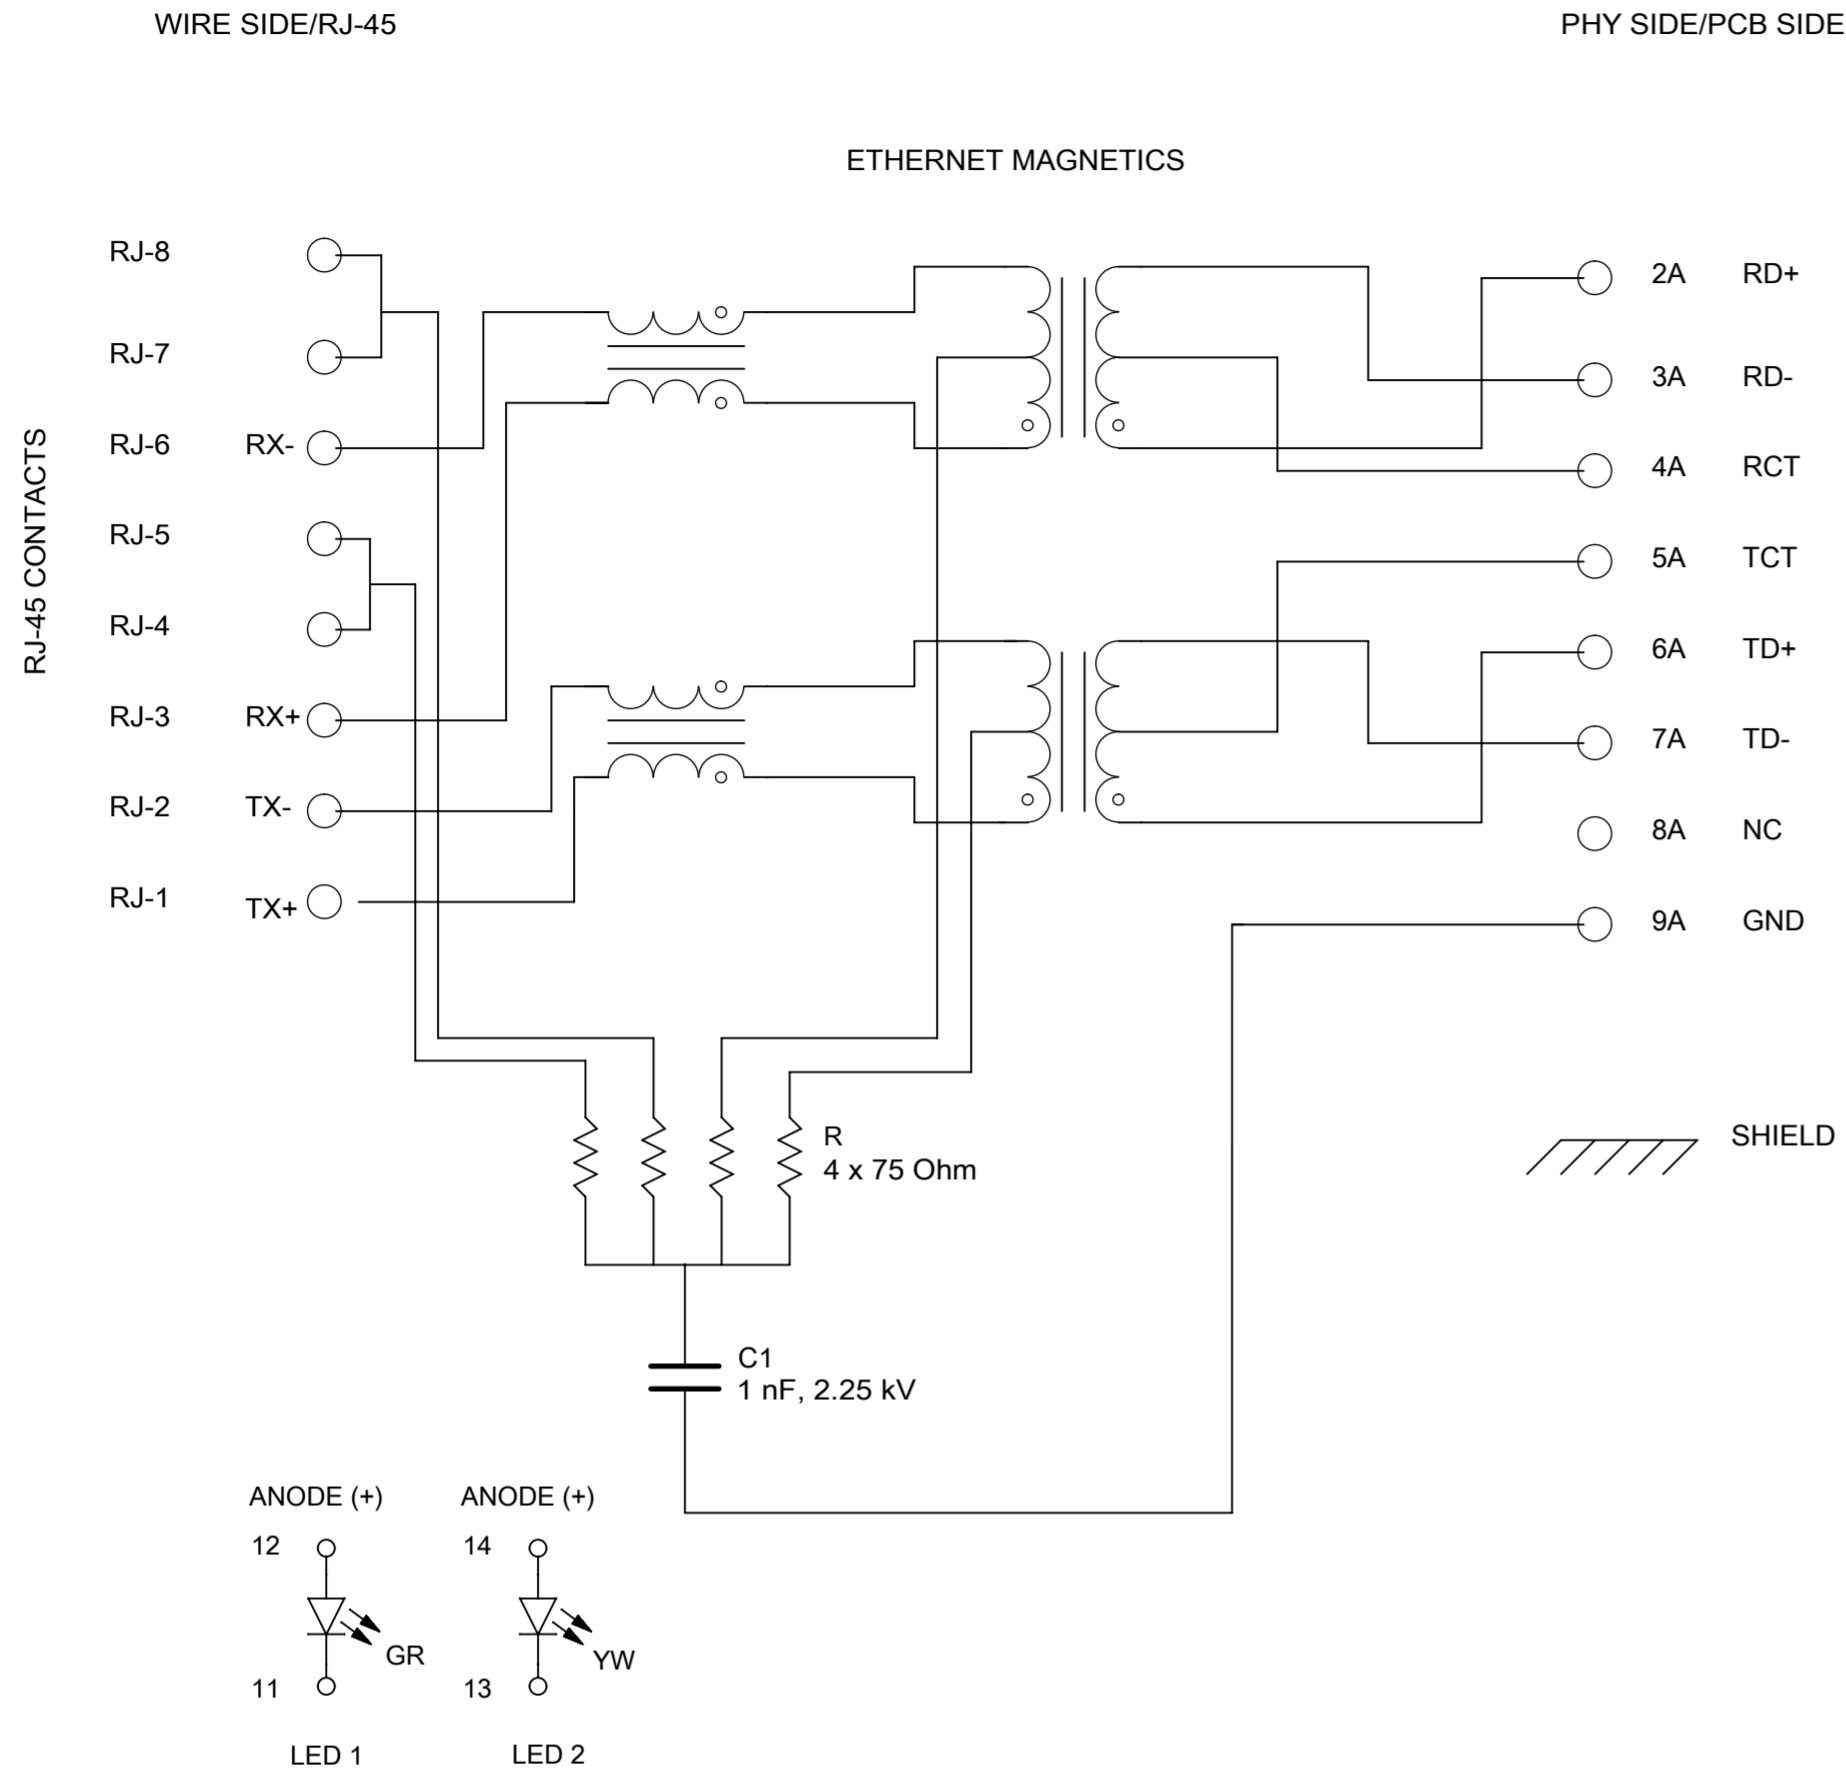 WIRE SIDE/RJ-45
PHY SIDE/PCB SIDE
ETHERNET MAGNETICS
RJ-45 CONTACTS
RJ-8
RJ-7
RJ-6 RX-
RJ-5
RJ-4
RJ-3 RX+
RJ-2 TX-
RJ-1 TX+
2A RD+
3A RD-
4A RCT
5A TCT
6A TD+
7A TD-
8A NC
9A GND
SHIELD
R
4 x 75 Ohm
C1
1 nF, 2.25 kV
ANODE (+)
12
GR
11
LED 1
ANODE (+)
14
YW
13
LED 2